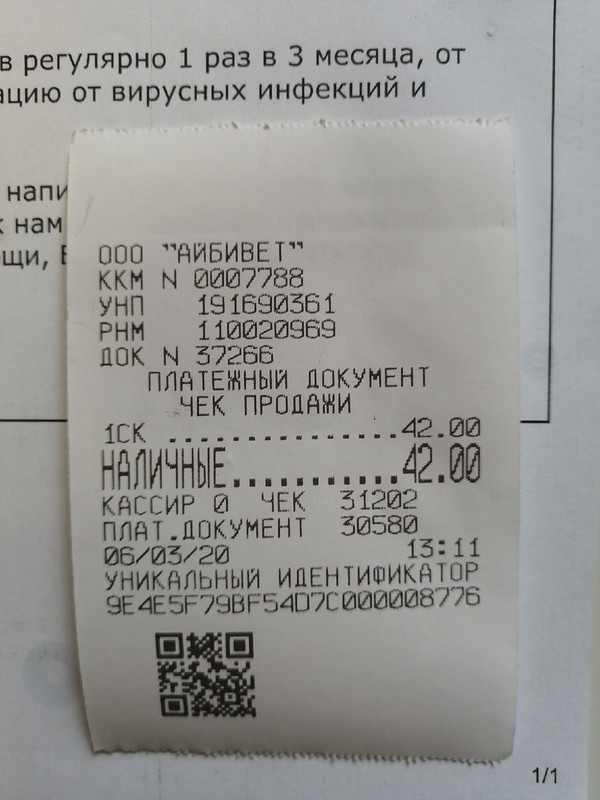 в регулярно 1 раз в 3 месяца, от
ацию от вирусных инфекций и
напи
к нам
щи,
ООО "АЙБИВЕТ"
ККМ N 0007788
УНП 191690361
РНМ 110020969
ДОК N 37266
ПЛАТЕЖНЫЙ ДОКУМЕНТ
ЧЕК ПРОДАЖИ
1СК ................42.00
НАЛИЧНЫЕ...........42.00
КАССИР 0 ЧЕК 31202
ПЛАТ.ДОКУМЕНТ 30580
06/03/20 13:11
УНИКАЛЬНЫЙ ИДЕНТИФИКАТОР
9E4E5F79BF54D7C000008776
1/1